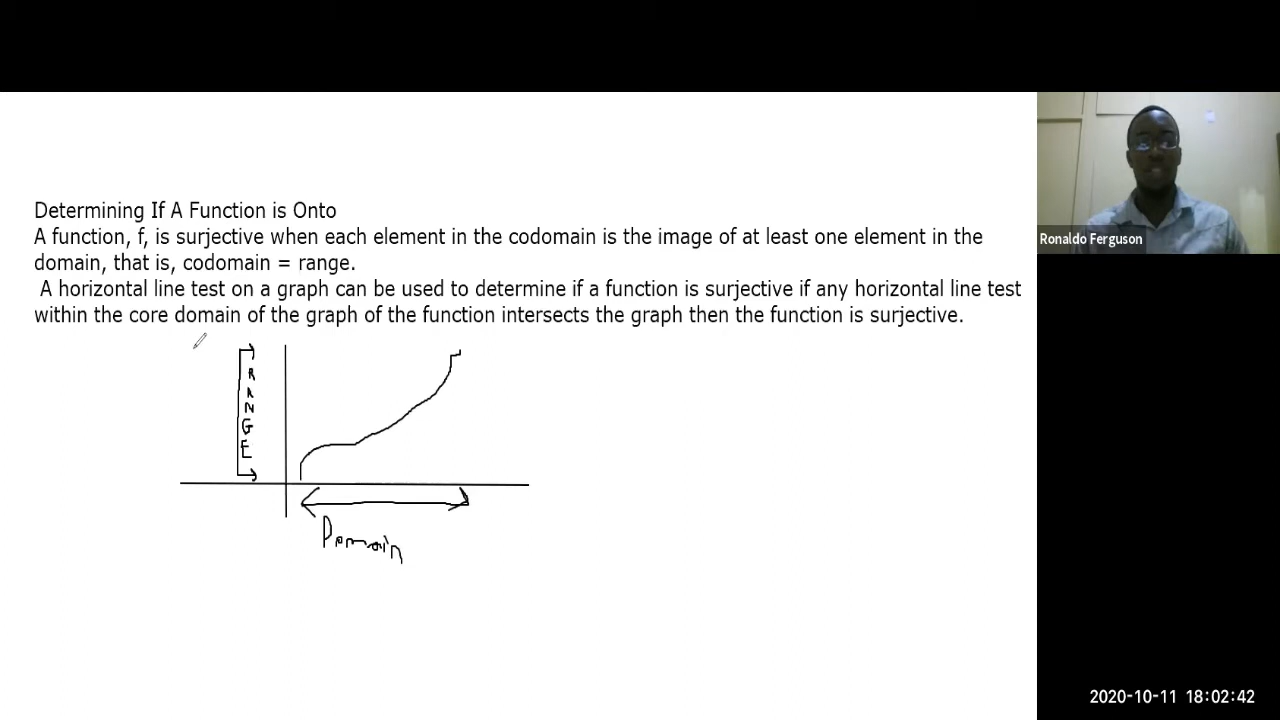 Determining If A Function is Onto
A function, f, is surjective when each element in the codomain is the image of at least one element in the
domain, that is, codomain = range.
A horizontal line test on a graph can be used to determine if a function is surjective if any horizontal line test
within the core domain of the graph of the function intersects the graph then the function is surjective.
RANGE
Domain
Ronaldo Ferguson
2020-10-11 18:02:42